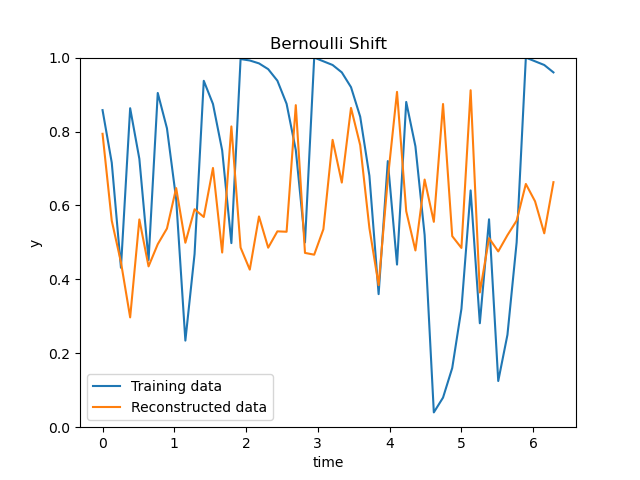 Bernoulli Shift
1.0
0.8
0.6
0.4
0.2
0.0
y
Training data
Reconstructed data
0 1 2 3 4 5 6
time